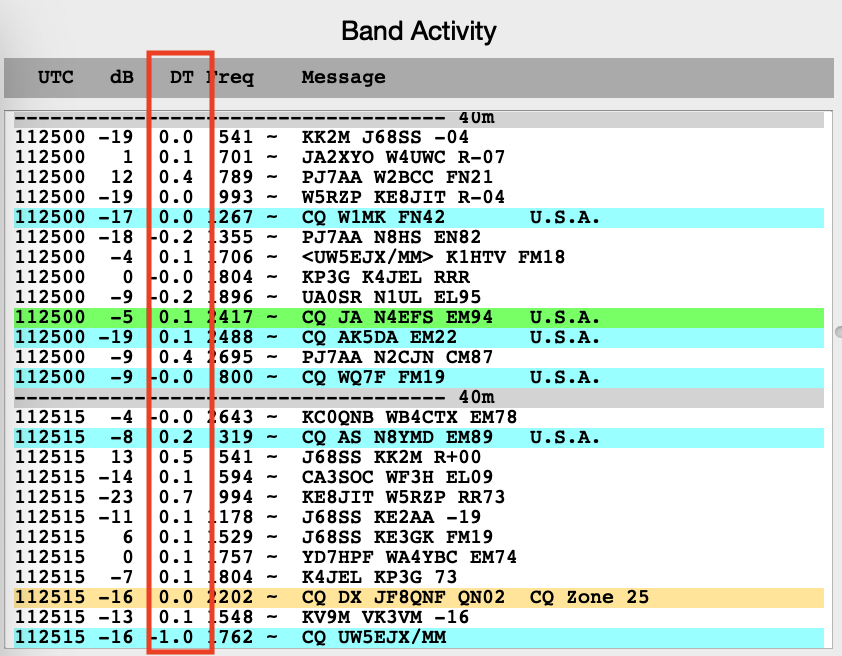 Band Activity
UTC dB DT Freq Message
------------------------------------ 40m
112500 -19 0.0 541 ~ KK2M J68SS -04
112500 1 0.1 701 ~ JA2XYO W4UWC R-07
112500 12 0.4 789 ~ PJ7AA W2BCC FN21
112500 -19 0.0 993 ~ W5RZP KE8JIT R-04
112500 -17 0.0 1267 ~ CQ W1MK FN42 U.S.A.
112500 -18 -0.2 1355 ~ PJ7AA N8HS EN82
112500 -4 0.1 1706 ~ <UW5EJX/MM> K1HTV FM18
112500 0 -0.0 1804 ~ KP3G K4JEL RRR
112500 -9 -0.2 1896 ~ UA0SR N1UL EL95
112500 -5 0.1 2417 ~ CQ JA N4EFS EM94 U.S.A.
112500 -19 0.1 2488 ~ CQ AK5DA EM22 U.S.A.
112500 -9 0.4 2695 ~ PJ7AA N2CJN CM87
112500 -9 -0.0 800 ~ CQ WQ7F FM19 U.S.A.
------------------------------------ 40m
112515 -4 -0.0 2643 ~ KC0QNB WB4CTX EM78
112515 -8 0.2 319 ~ CQ AS N8YMD EM89 U.S.A.
112515 13 0.5 541 ~ J68SS KK2M R+00
112515 -14 0.1 594 ~ CA3SOC WF3H EL09
112515 -23 0.7 994 ~ KE8JIT W5RZP RR73
112515 -11 0.1 1178 ~ J68SS KE2AA -19
112515 6 0.1 1529 ~ J68SS KE3GK FM19
112515 0 0.1 1757 ~ YD7HPF WA4YBC EM74
112515 -7 0.1 1804 ~ K4JEL KP3G 73
112515 -16 0.0 2202 ~ CQ DX JF8QNF QN02 CQ Zone 25
112515 -13 0.1 1548 ~ KV9M VK3VM -16
112515 -16 -1.0 1762 ~ CQ UW5EJX/MM